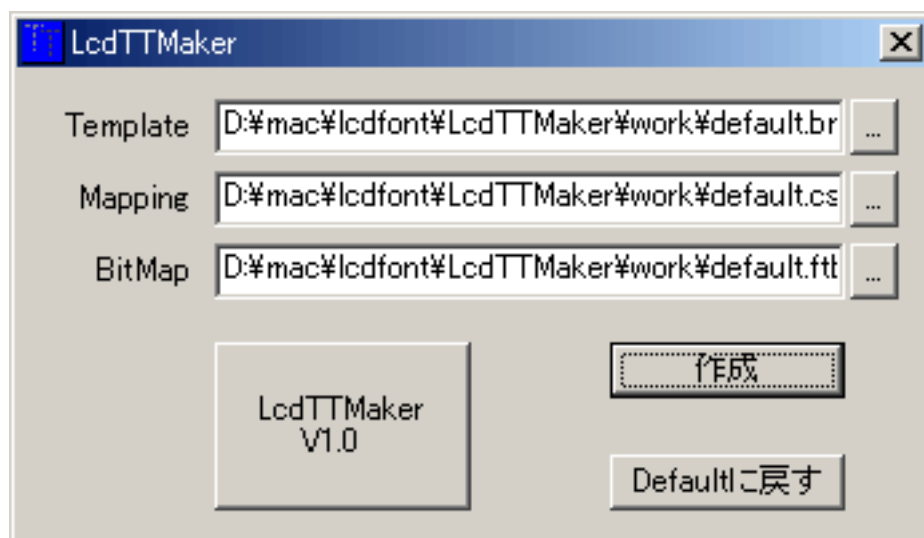 LcdTTMaker
Template D:¥mac¥lcdfont¥LcdTTMaker¥work¥default.br ...
Mapping D:¥mac¥lcdfont¥LcdTTMaker¥work¥default.cs ...
BitMap D:¥mac¥lcdfont¥LcdTTMaker¥work¥default.ftb ...
LcdTTMaker
V1.0
作成
Defaultに戻す